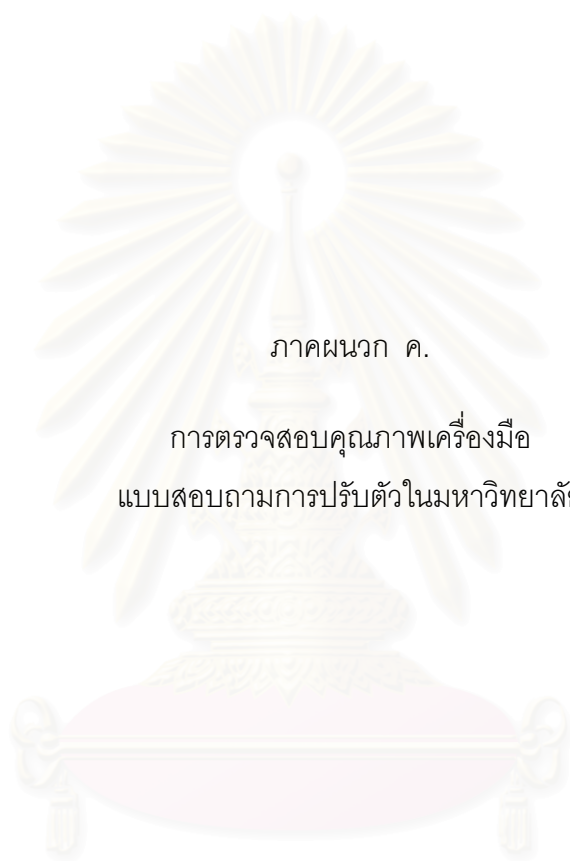 ภาคผนวก ค.
การตรวจสอบคุณภาพเครื่องมือ
แบบสอบถามการปรับตัวในมหาวิทยาลัย